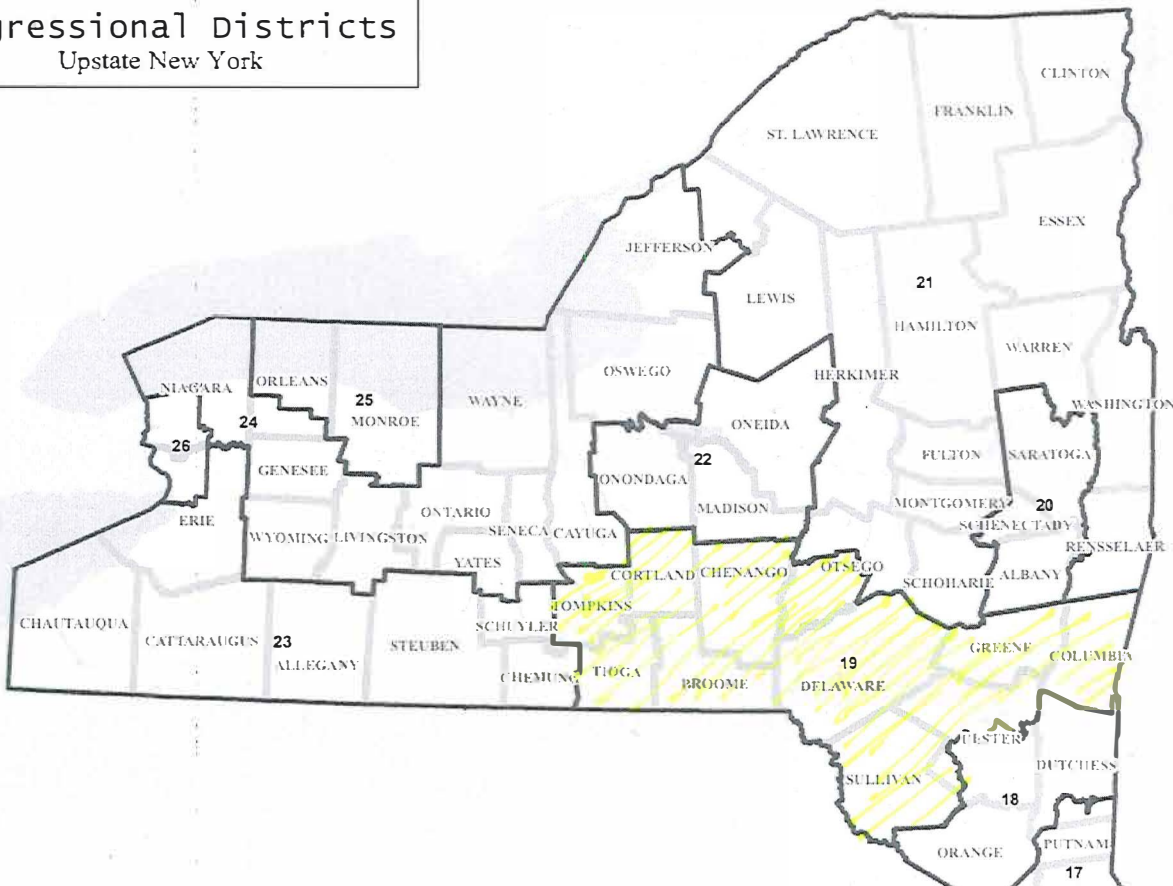 gressional Districts
Upstate New York
CLINTON
FRANKLIN
ST. LAWRENCE
ESSEX
JEFFERSON
21
LEWIS
HAMILTON
WARREN
OSWEGO
HERKIMER
NIAGARA
ORLEANS
25
MONROE
WAYNE
WASHINGTON
24
ONEIDA
26
FULTON
SARATOGA
GENESEE
22
ONONDAGA
MADISON
MONTGOMERY
20
ERIE
ONTARIO
SCHENECTADY
WYOMING
LIVINGSTON
SENECA
CAYUGA
RENSSELAER
YATES
OTSEGO
CORTLAND
CHENANGO
ALBANY
SCHOHARIE
TOMPKINS
CHAUTAUQUA
SCHUYLER
CATTARAUGUS
23
STEUBEN
GREENE
COLUMBIA
ALLEGANY
19
CHEMUNG
TIOGA
BROOME
DELAWARE
ULSTER
DUTCHESS
SULLIVAN
18
ORANGE
PUTNAM
17